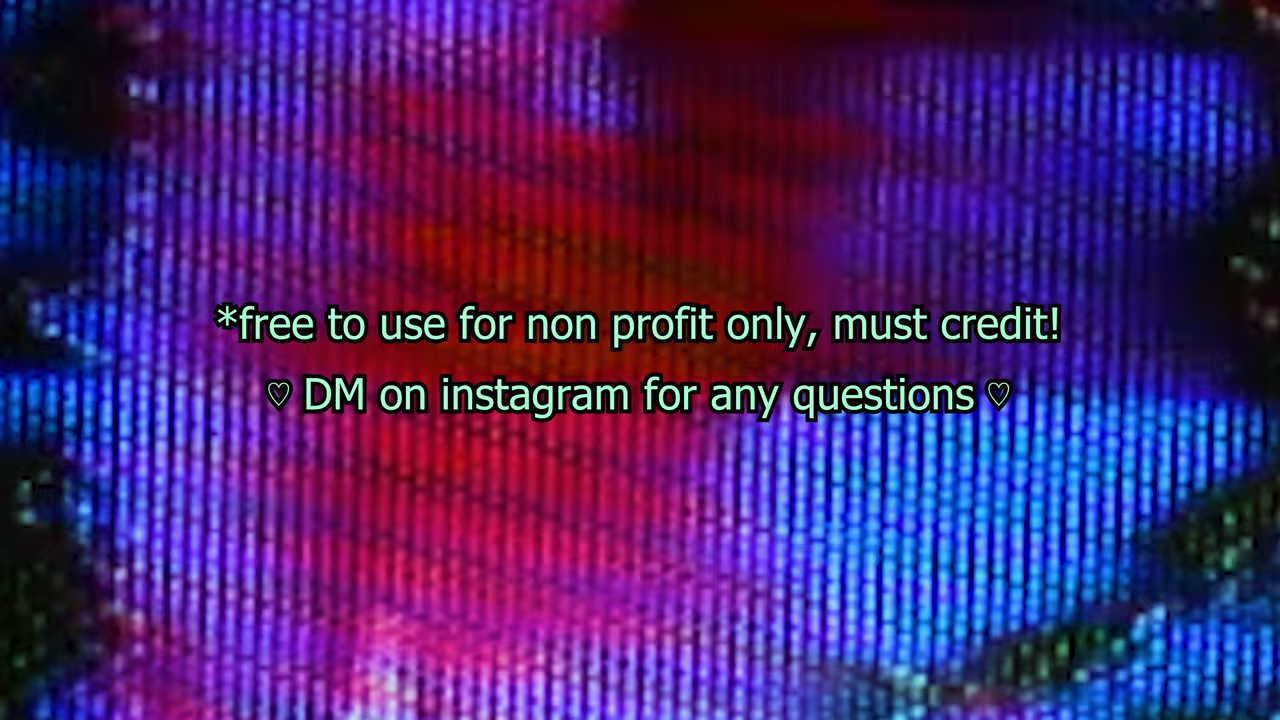 *free to use for non profit only, must credit!
♡ DM on instagram for any questions ♡